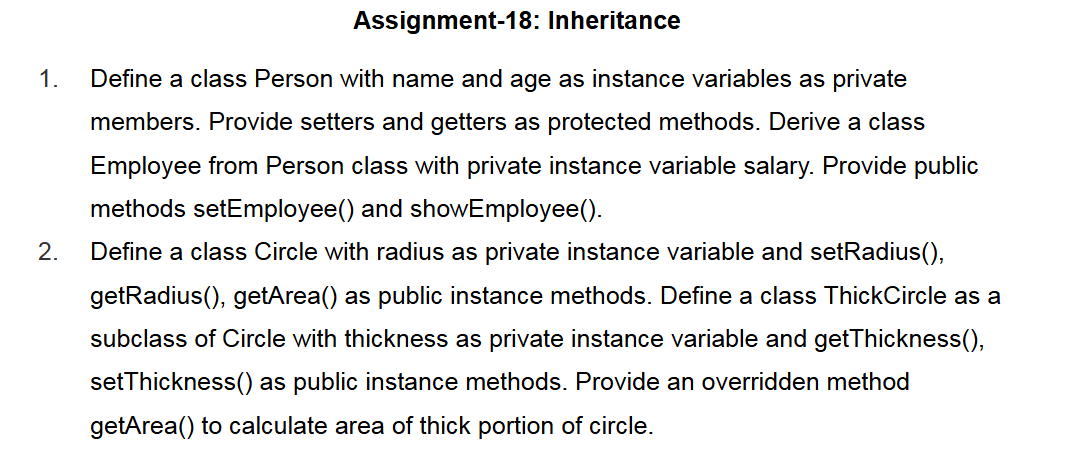 Assignment-18: Inheritance
1. Define a class Person with name and age as instance variables as private
members. Provide setters and getters as protected methods. Derive a class
Employee from Person class with private instance variable salary. Provide public
methods setEmployee() and showEmployee().
2. Define a class Circle with radius as private instance variable and setRadius(),
getRadius(), getArea() as public instance methods. Define a class ThickCircle as a
subclass of Circle with thickness as private instance variable and getThickness(),
setThickness() as public instance methods. Provide an overridden method
getArea() to calculate area of thick portion of circle.